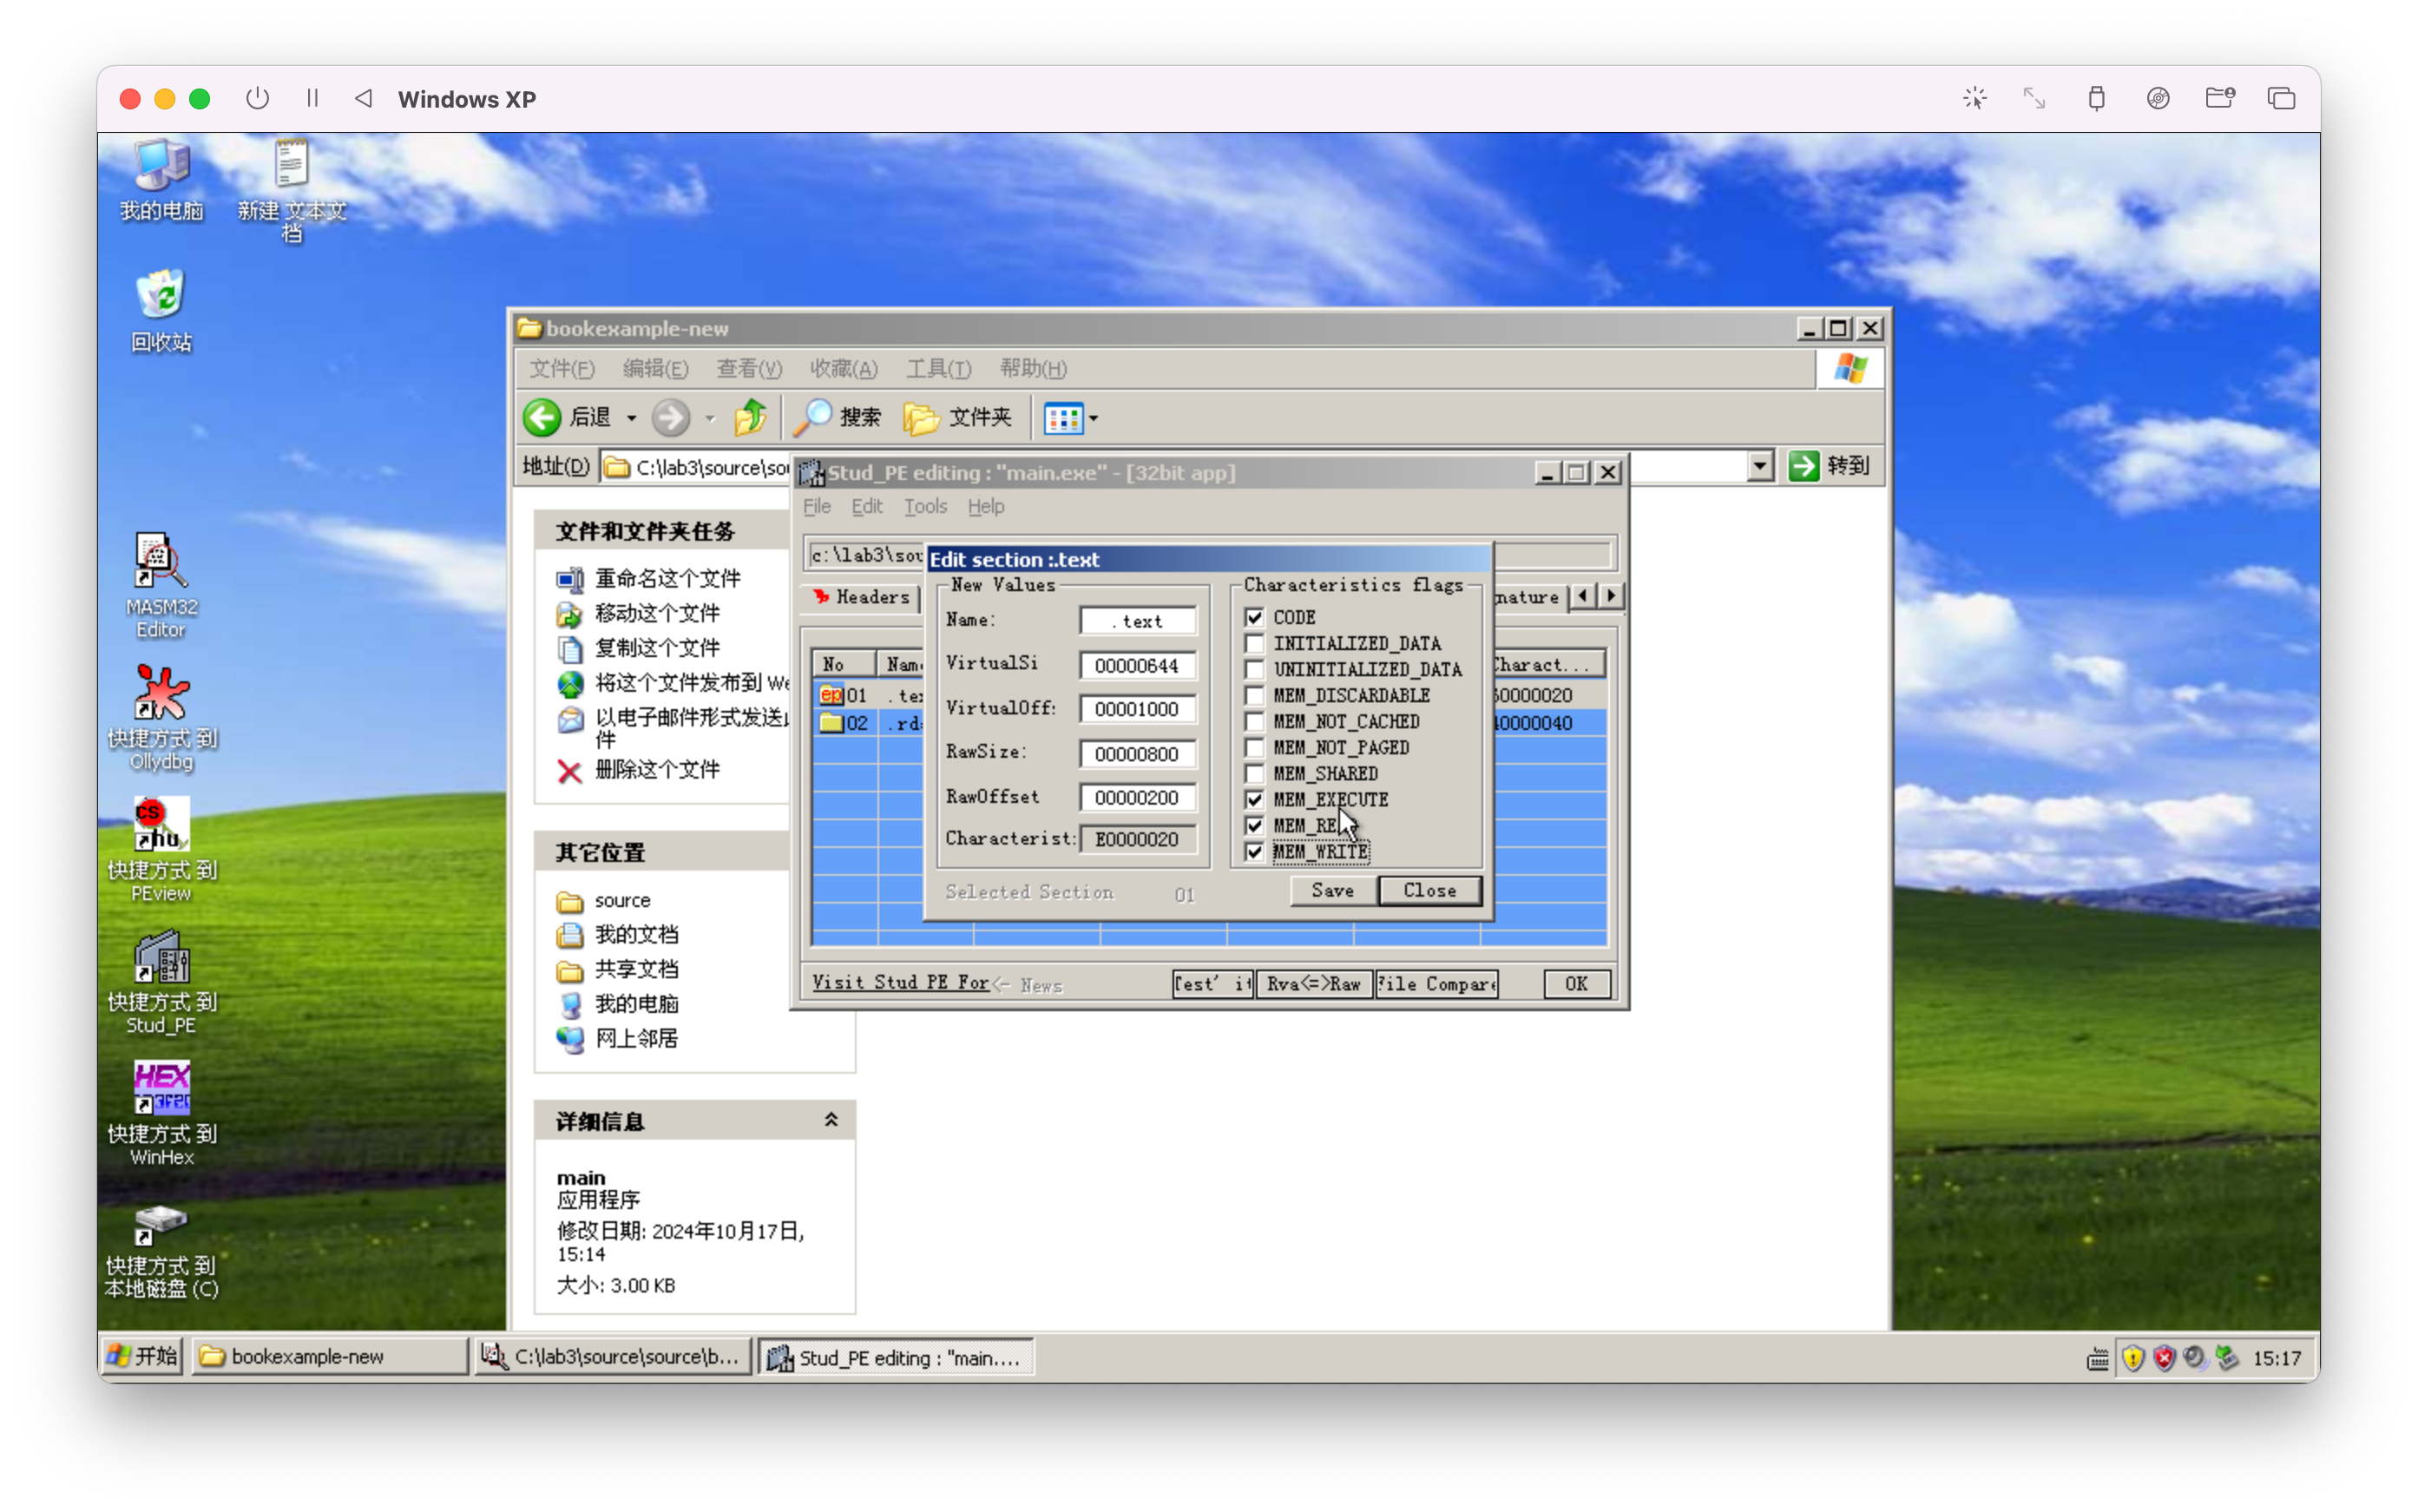 Windows XP
我的电脑
新建 文本文
档
回收站
MASM32
Editor
快捷方式 到
Ollydbg
快捷方式 到
PEview
快捷方式 到
Stud_PE
HEX
快捷方式 到
WinHex
快捷方式 到
本地磁盘 (C)
bookexample-new
文件(F) 编辑(E) 查看(V) 收藏(A) 工具(T) 帮助(H)
后退 搜索 文件夹
地址(D) C:\lab3\source\sou 转到
文件和文件夹任务
重命名这个文件
移动这个文件
复制这个文件
将这个文件发布到 We
以电子邮件形式发送
件
删除这个文件
其它位置
source
我的文档
共享文档
我的电脑
网上邻居
详细信息
main
应用程序
修改日期: 2024年10月17日,
15:14
大小: 3.00 KB
Stud_PE editing : "main.exe" - [32bit app]
File Edit Tools Help
c:\lab3\sou
Headers nature
No Nam Charact...
ep 01 .te 60000020
02 .rd 40000040
Edit section :.text
New Values
Name: .text
VirtualSi 00000644
VirtualOff: 00001000
RawSize: 00000800
RawOffset 00000200
Characterist: E0000020
Selected Section 01
Characteristics flags
CODE
INITIALIZED_DATA
UNINITIALIZED_DATA
MEM_DISCARDABLE
MEM_NOT_CACHED
MEM_NOT_PAGED
MEM_SHARED
MEM_EXECUTE
MEM_RE
MEM_WRITE
Save Close
Visit Stud PE For <- News Test' it Rva<=>Raw File Compare OK
开始 bookexample-new C:\lab3\source\source\b... Stud_PE editing : "main.... 15:17